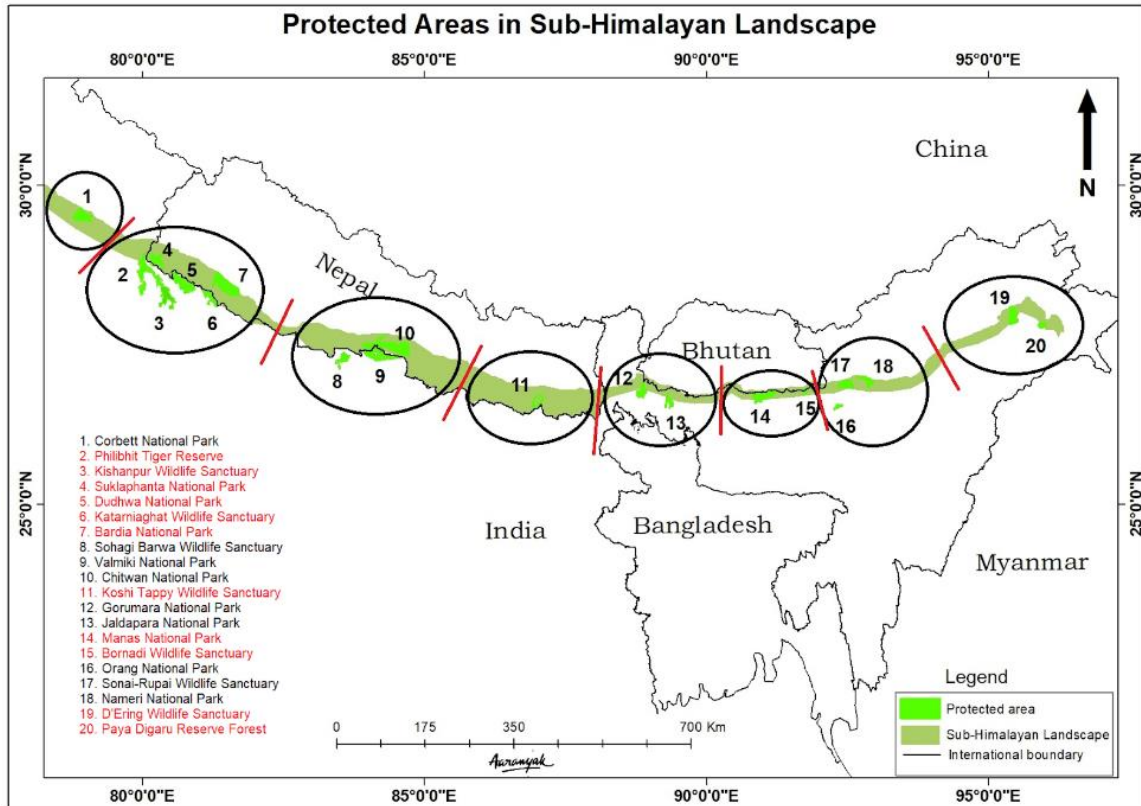 Protected Areas in Sub-Himalayan Landscape
80°0'0"E 85°0'0"E 90°0'0"E 95°0'0"E
30°0'0"N 30°0'0"N
25°0'0"N 25°0'0"N
N
China
Nepal
Bhutan
India
Bangladesh
Myanmar
1
2
3
4
5
6
7
8
9
10
11
12
13
14
15
16
17
18
19
20
1. Corbett National Park
2. Philibhit Tiger Reserve
3. Kishanpur Wildlife Sanctuary
4. Suklaphanta National Park
5. Dudhwa National Park
6. Katarniaghat Wildlife Sanctuary
7. Bardia National Park
8. Sohagi Barwa Wildlife Sanctuary
9. Valmiki National Park
10. Chitwan National Park
11. Koshi Tappy Wildlife Sanctuary
12. Gorumara National Park
13. Jaldapara National Park
14. Manas National Park
15. Bornadi Wildlife Sanctuary
16. Orang National Park
17. Sonai-Rupai Wildlife Sanctuary
18. Nameri National Park
19. D'Ering Wildlife Sanctuary
20. Paya Digaru Reserve Forest
0 175 350 700 Km
Aaranyak
Legend
Protected area
Sub-Himalayan Landscape
International boundary
80°0'0"E 85°0'0"E 90°0'0"E 95°0'0"E